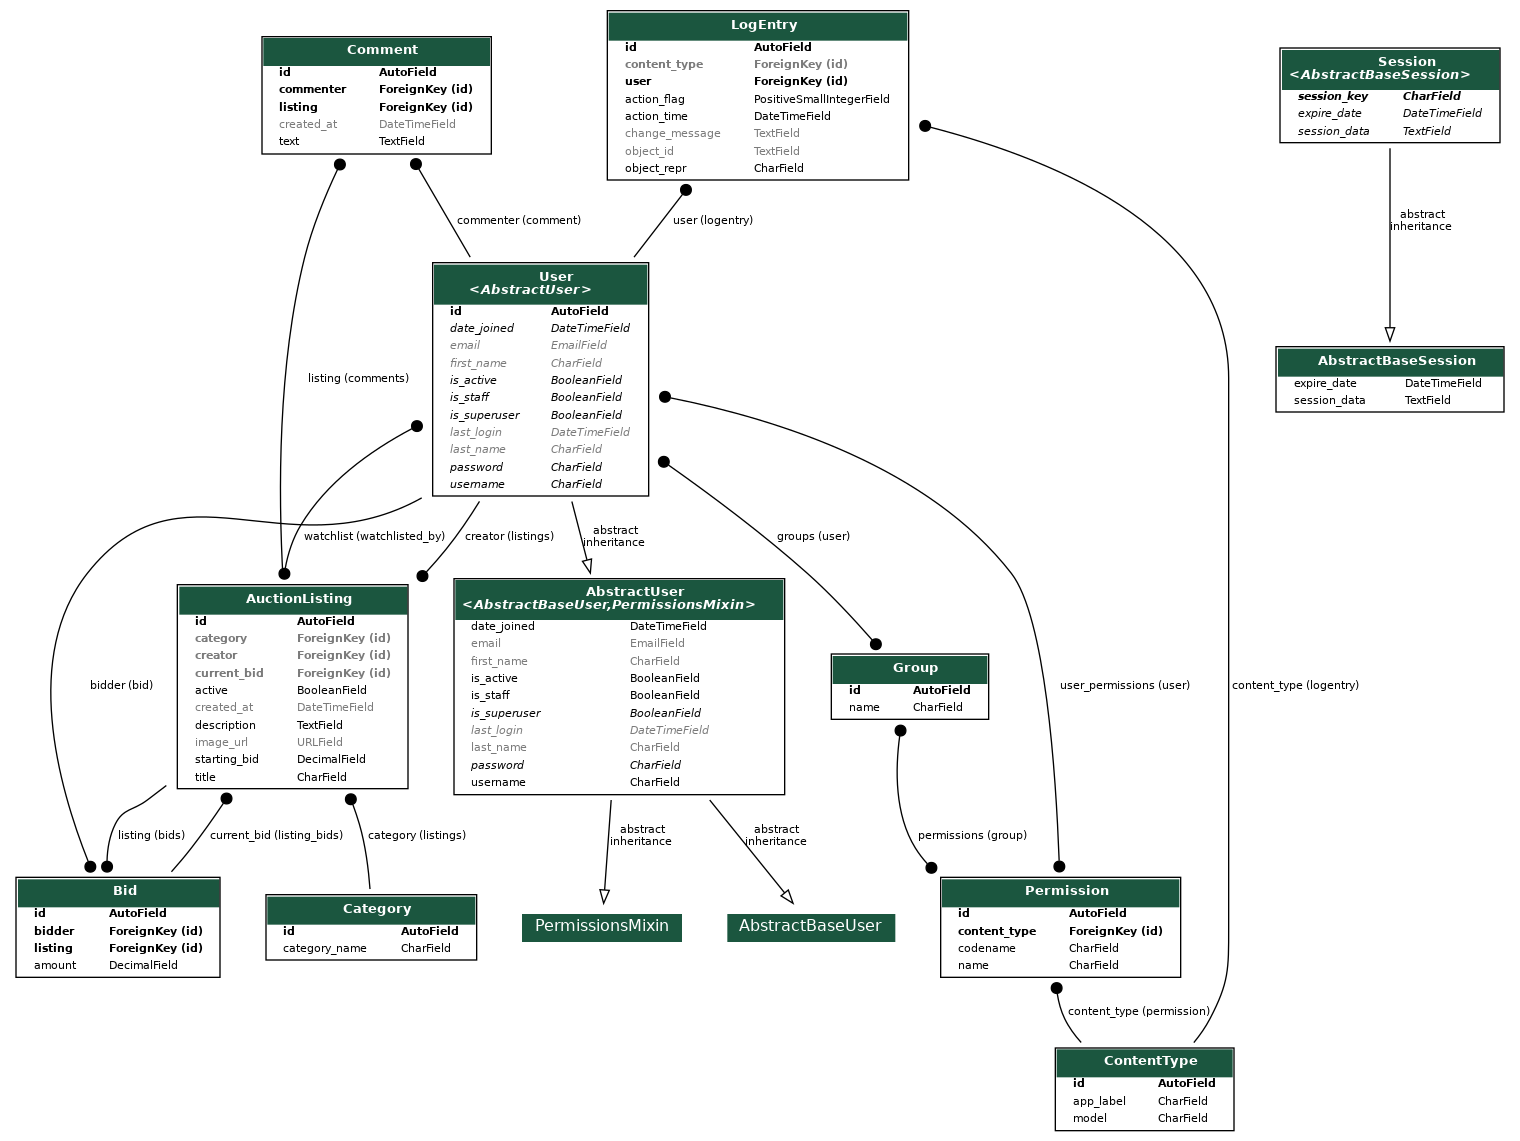 LogEntry
id AutoField
content_type ForeignKey (id)
user ForeignKey (id)
action_flag PositiveSmallIntegerField
action_time DateTimeField
change_message TextField
object_id TextField
object_repr CharField
Comment
id AutoField
commenter ForeignKey (id)
listing ForeignKey (id)
created_at DateTimeField
text TextField
Session
<AbstractBaseSession>
session_key CharField
expire_date DateTimeField
session_data TextField
commenter (comment)
user (logentry)
abstract
inheritance
User
<AbstractUser>
id AutoField
date_joined DateTimeField
email EmailField
first_name CharField
is_active BooleanField
is_staff BooleanField
is_superuser BooleanField
last_login DateTimeField
last_name CharField
password CharField
username CharField
listing (comments)
AbstractBaseSession
expire_date DateTimeField
session_data TextField
watchlist (watchlisted_by)
creator (listings)
abstract
inheritance
groups (user)
AuctionListing
id AutoField
category ForeignKey (id)
creator ForeignKey (id)
current_bid ForeignKey (id)
active BooleanField
created_at DateTimeField
description TextField
image_url URLField
starting_bid DecimalField
title CharField
AbstractUser
<AbstractBaseUser,PermissionsMixin>
date_joined DateTimeField
email EmailField
first_name CharField
is_active BooleanField
is_staff BooleanField
is_superuser BooleanField
last_login DateTimeField
last_name CharField
password CharField
username CharField
Group
id AutoField
name CharField
bidder (bid)
user_permissions (user)
content_type (logentry)
listing (bids)
current_bid (listing_bids)
category (listings)
abstract
inheritance
abstract
inheritance
permissions (group)
Bid
id AutoField
bidder ForeignKey (id)
listing ForeignKey (id)
amount DecimalField
Category
id AutoField
category_name CharField
PermissionsMixin
AbstractBaseUser
Permission
id AutoField
content_type ForeignKey (id)
codename CharField
name CharField
content_type (permission)
ContentType
id AutoField
app_label CharField
model CharField